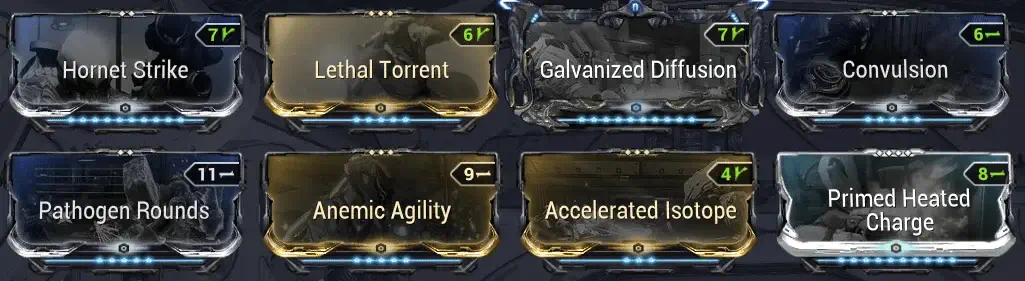 7
Hornet Strike
6
Lethal Torrent
7
Galvanized Diffusion
6
Convulsion
11
Pathogen Rounds
9
Anemic Agility
4
Accelerated Isotope
8
Primed Heated
Charge